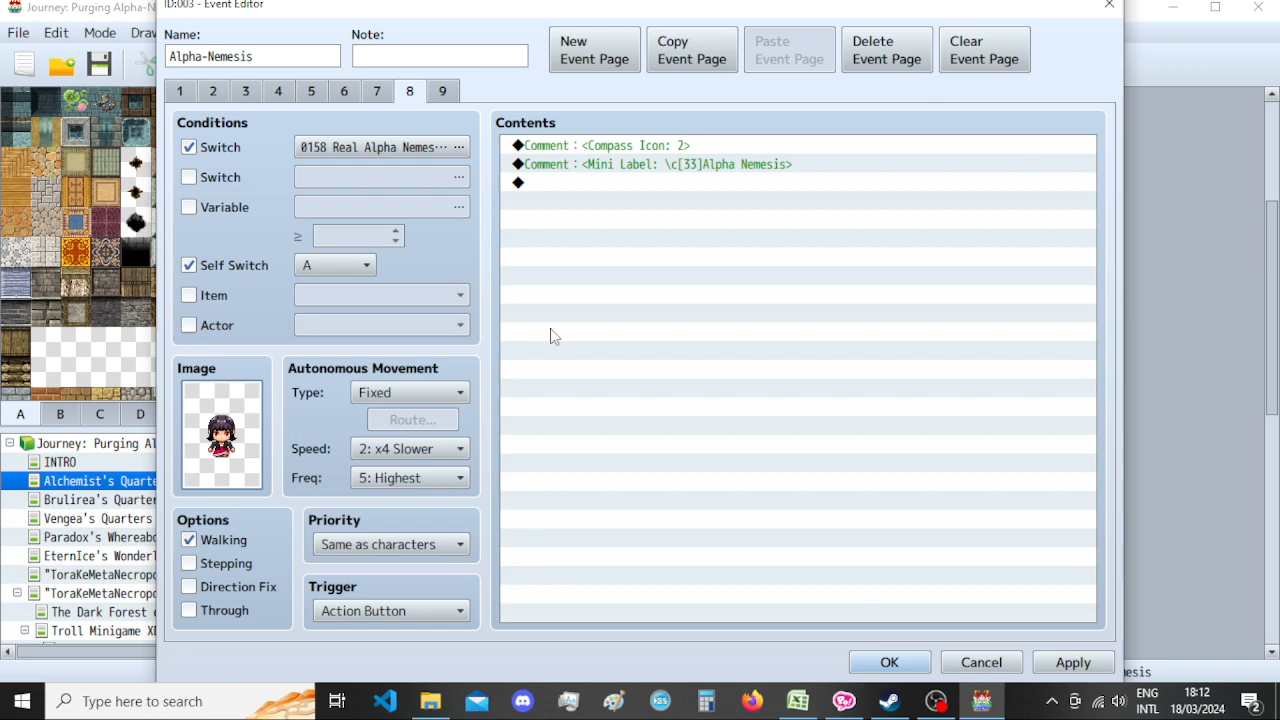 Journey: Purging Alpha-N
ID:003 - Event Editor
File Edit Mode Draw
Name:
Alpha-Nemesis
Note:
New Event Page
Copy Event Page
Paste Event Page
Delete Event Page
Clear Event Page
1 2 3 4 5 6 7 8 9
Conditions
Switch 0158 Real Alpha Nemes... ...
Switch ...
Variable ...
≥
Self Switch A
Item
Actor
Image
Autonomous Movement
Type: Fixed
Route...
Speed: 2: x4 Slower
Freq: 5: Highest
Options
Walking
Stepping
Direction Fix
Through
Priority
Same as characters
Trigger
Action Button
Contents
◆Comment：<Compass Icon: 2>
◆Comment：<Mini Label: \c[33]Alpha Nemesis>
◆
OK Cancel Apply
A B C D
Journey: Purging Al
INTRO
Alchemist's Quarte
Brulirea's Quarter
Vengea's Quarters
Paradox's Whereabo
EternIce's Wonderl
"ToraKeMetaNecropo
"ToraKeMetaNecropo
The Dark Forest
Troll Minigame X
esis
Type here to search
ENG
INTL
18:12
18/03/2024
2